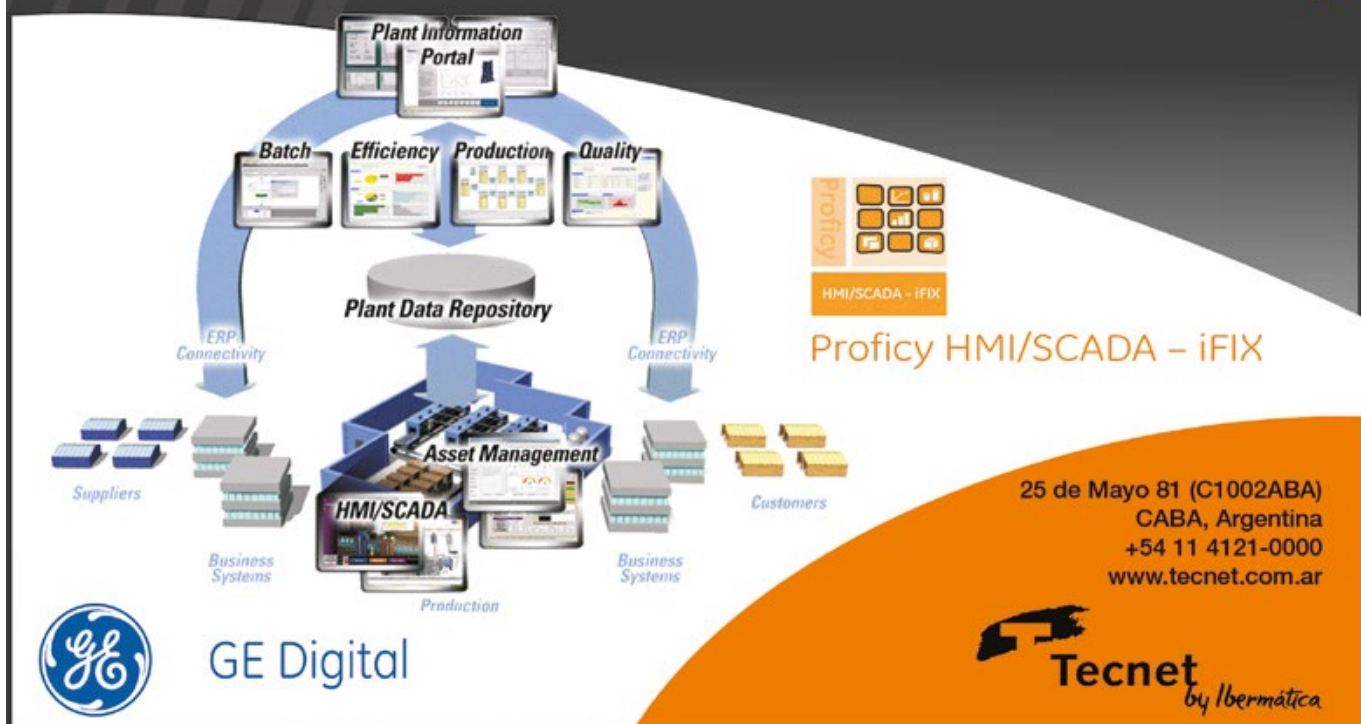 Plant Information
Portal
Batch
Efficiency
Production
Quality
Plant Data Repository
ERP
Connectivity
ERP
Connectivity
Proficy
HMI/SCADA - iFIX
Proficy HMI/SCADA – iFIX
Asset Management
HMI/SCADA
Suppliers
Customers
Business
Systems
Business
Systems
Production
25 de Mayo 81 (C1002ABA)
CABA, Argentina
+54 11 4121-0000
www.tecnet.com.ar
GE
GE Digital
Tecnet
by Ibermática